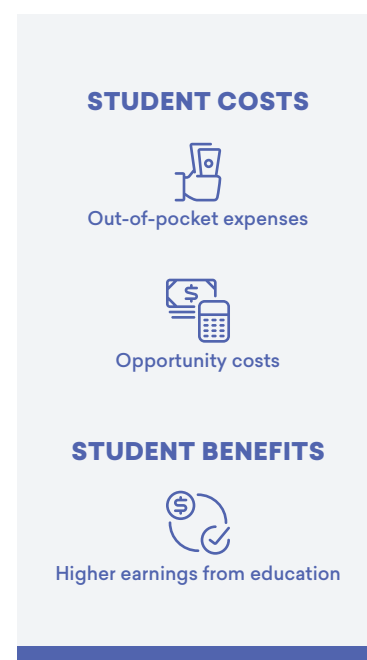 STUDENT COSTS
Out-of-pocket expenses
$
Opportunity costs
STUDENT BENEFITS
$
Higher earnings from education